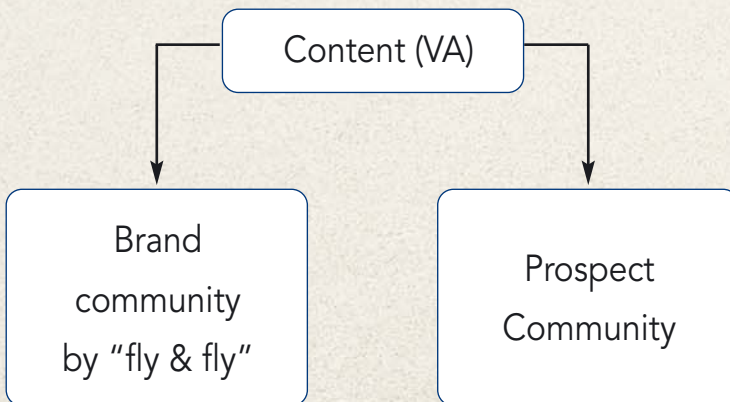 Content (VA)
Brand
community
by “fly & fly”
Prospect
Community